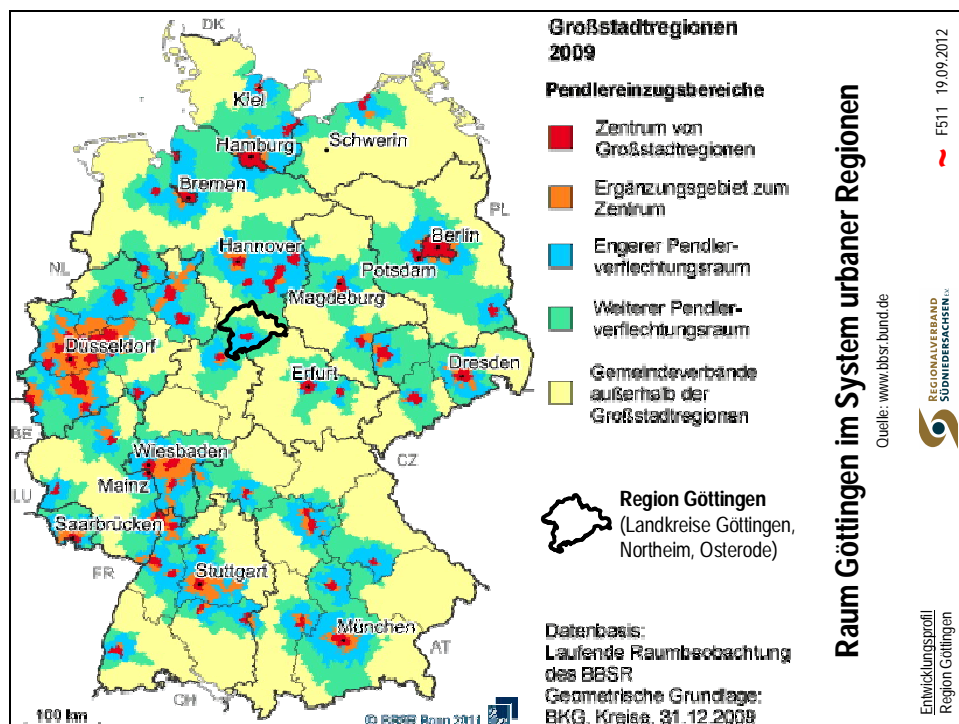 DK
Kiel
Schwerin
Hamburg
Bremen
PL
Berlin
Hannover
Potsdam
NL
Magdeburg
Düsseldorf
Dresden
Erfurt
BE
Wiesbaden
CZ
Mainz
LU
Saarbrücken
FR
Stuttgart
München
AT
CH
100 km
© BBSR Bonn 2011
Großstadtregionen
2009
Pendlereinzugsbereiche
Zentrum von
Großstadtregionen
Ergänzungsgebiet zum
Zentrum
Engerer Pendler-
verflechtungsraum
Weiterer Pendler-
verflechtungsraum
Gemeindeverbände
außerhalb der
Großstadtregionen
Region Göttingen
(Landkreise Göttingen,
Northeim, Osterode)
Datenbasis:
Laufende Raumbeobachtung
des BBSR
Geometrische Grundlage:
BKG, Kreise, 31.12.2009
Raum Göttingen im System urbaner Regionen
Quelle: www.bbsr.bund.de
F511 19.09.2012
REGIONALVERBAND
SÜDNIEDERSACHSEN
Entwicklungsprofil
Region Göttingen